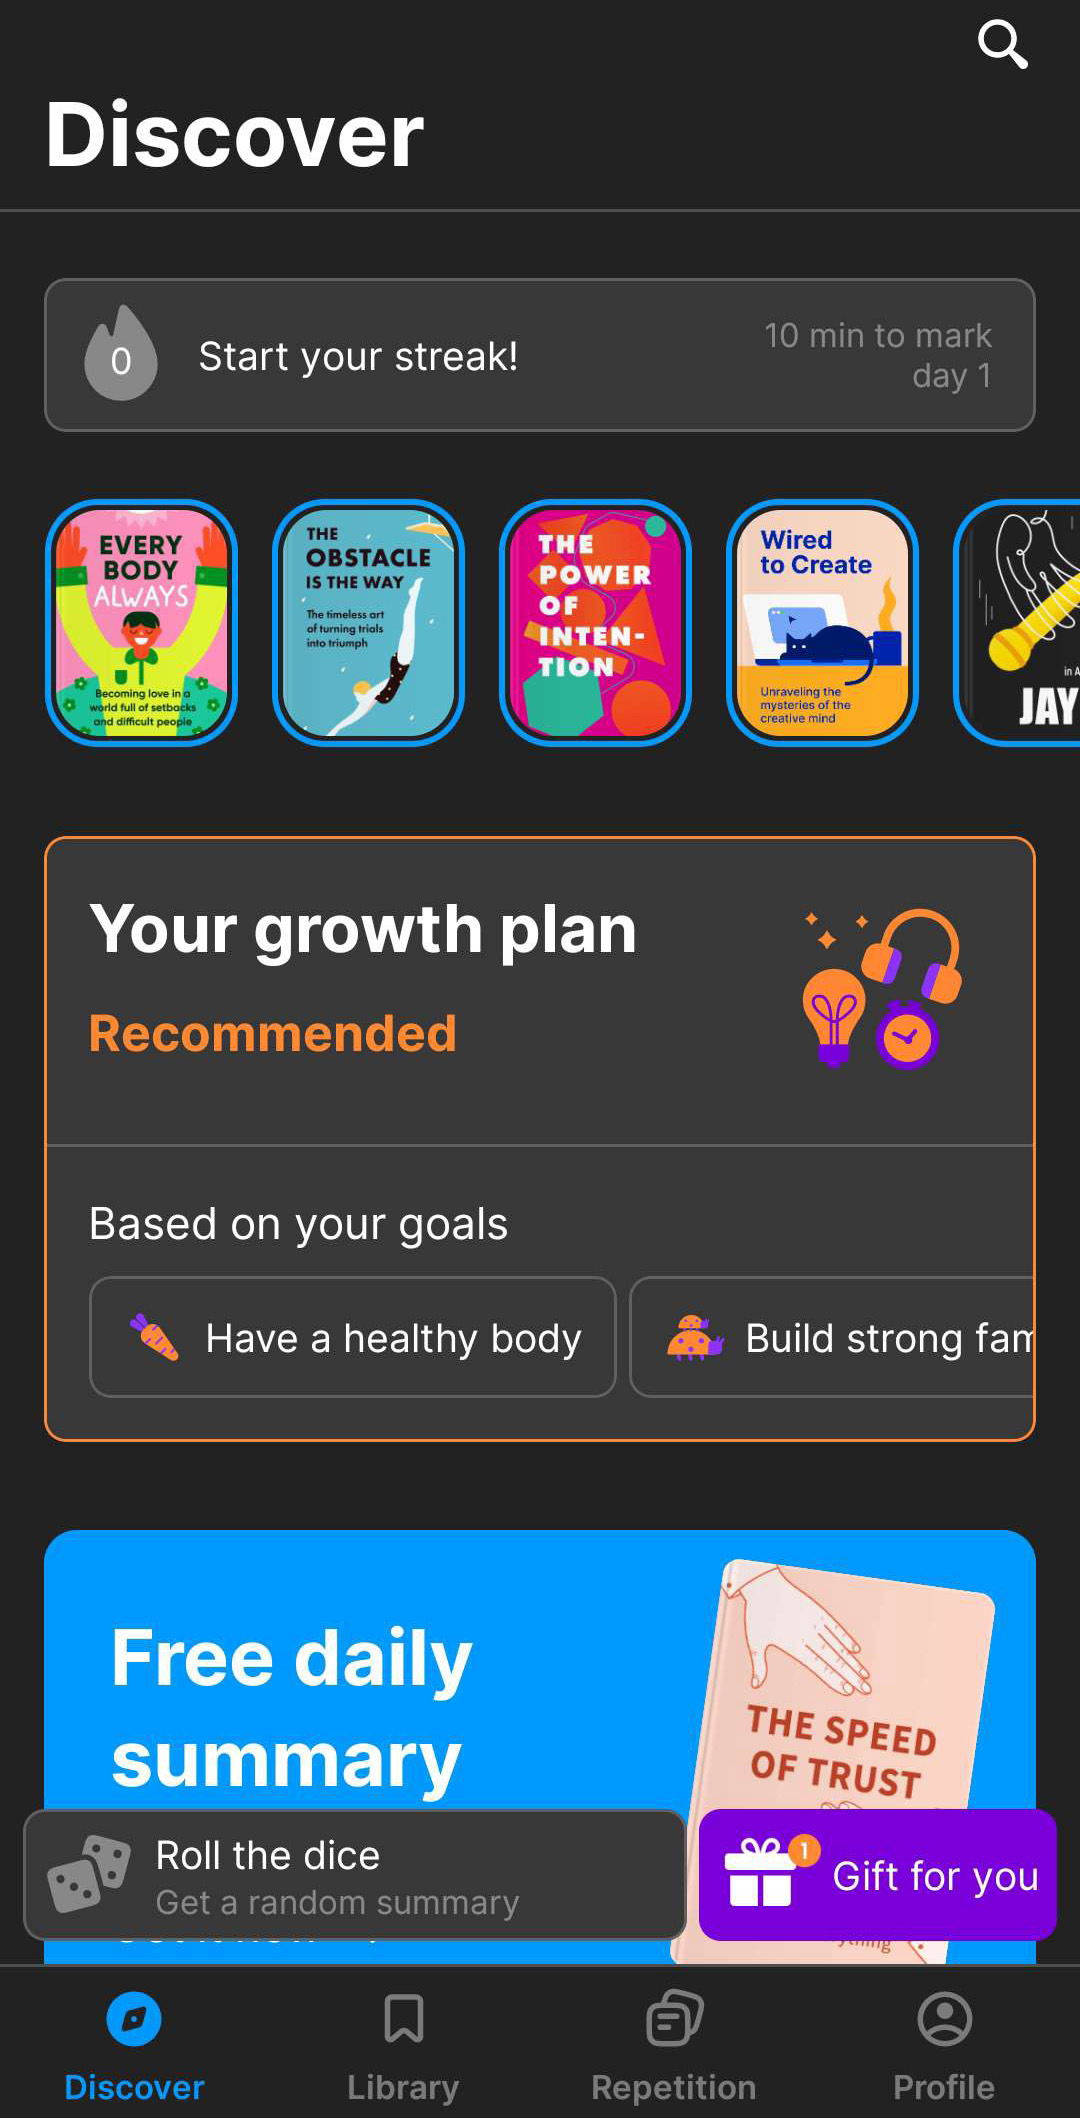 Discover
0
Start your streak!
10 min to mark
day 1
EVERY
BODY
ALWAYS
Becoming love in a
world full of setbacks
and difficult people
THE
OBSTACLE
IS THE WAY
The timeless art
of turning trials
into triumph
THE
POWER
OF
INTEN-
TION
Wired
to Create
Unraveling the
mysteries of the
creative mind
in A
JAY
Your growth plan
Recommended
Based on your goals
Have a healthy body
Build strong fam
Free daily
summary
THE SPEED
OF TRUST
Roll the dice
Get a random summary
1
Gift for you
Discover
Library
Repetition
Profile